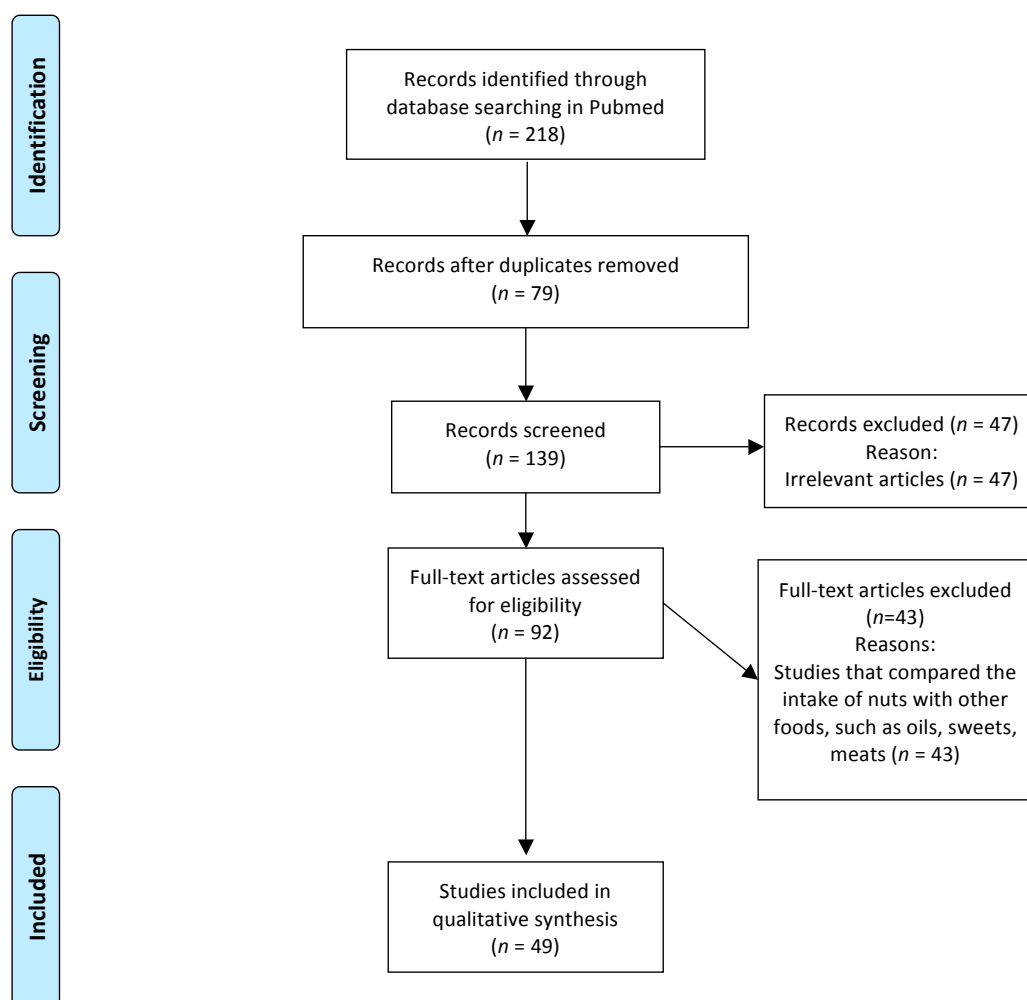 Identification
Records identified through
database searching in Pubmed
(n = 218)
Records after duplicates removed
(n = 79)
Screening
Records screened
(n = 139)
Records excluded (n = 47)
Reason:
Irrelevant articles (n = 47)
Eligibility
Full-text articles assessed
for eligibility
(n = 92)
Full-text articles excluded
(n=43)
Reasons:
Studies that compared the
intake of nuts with other
foods, such as oils, sweets,
meats (n = 43)
Included
Studies included in
qualitative synthesis
(n = 49)